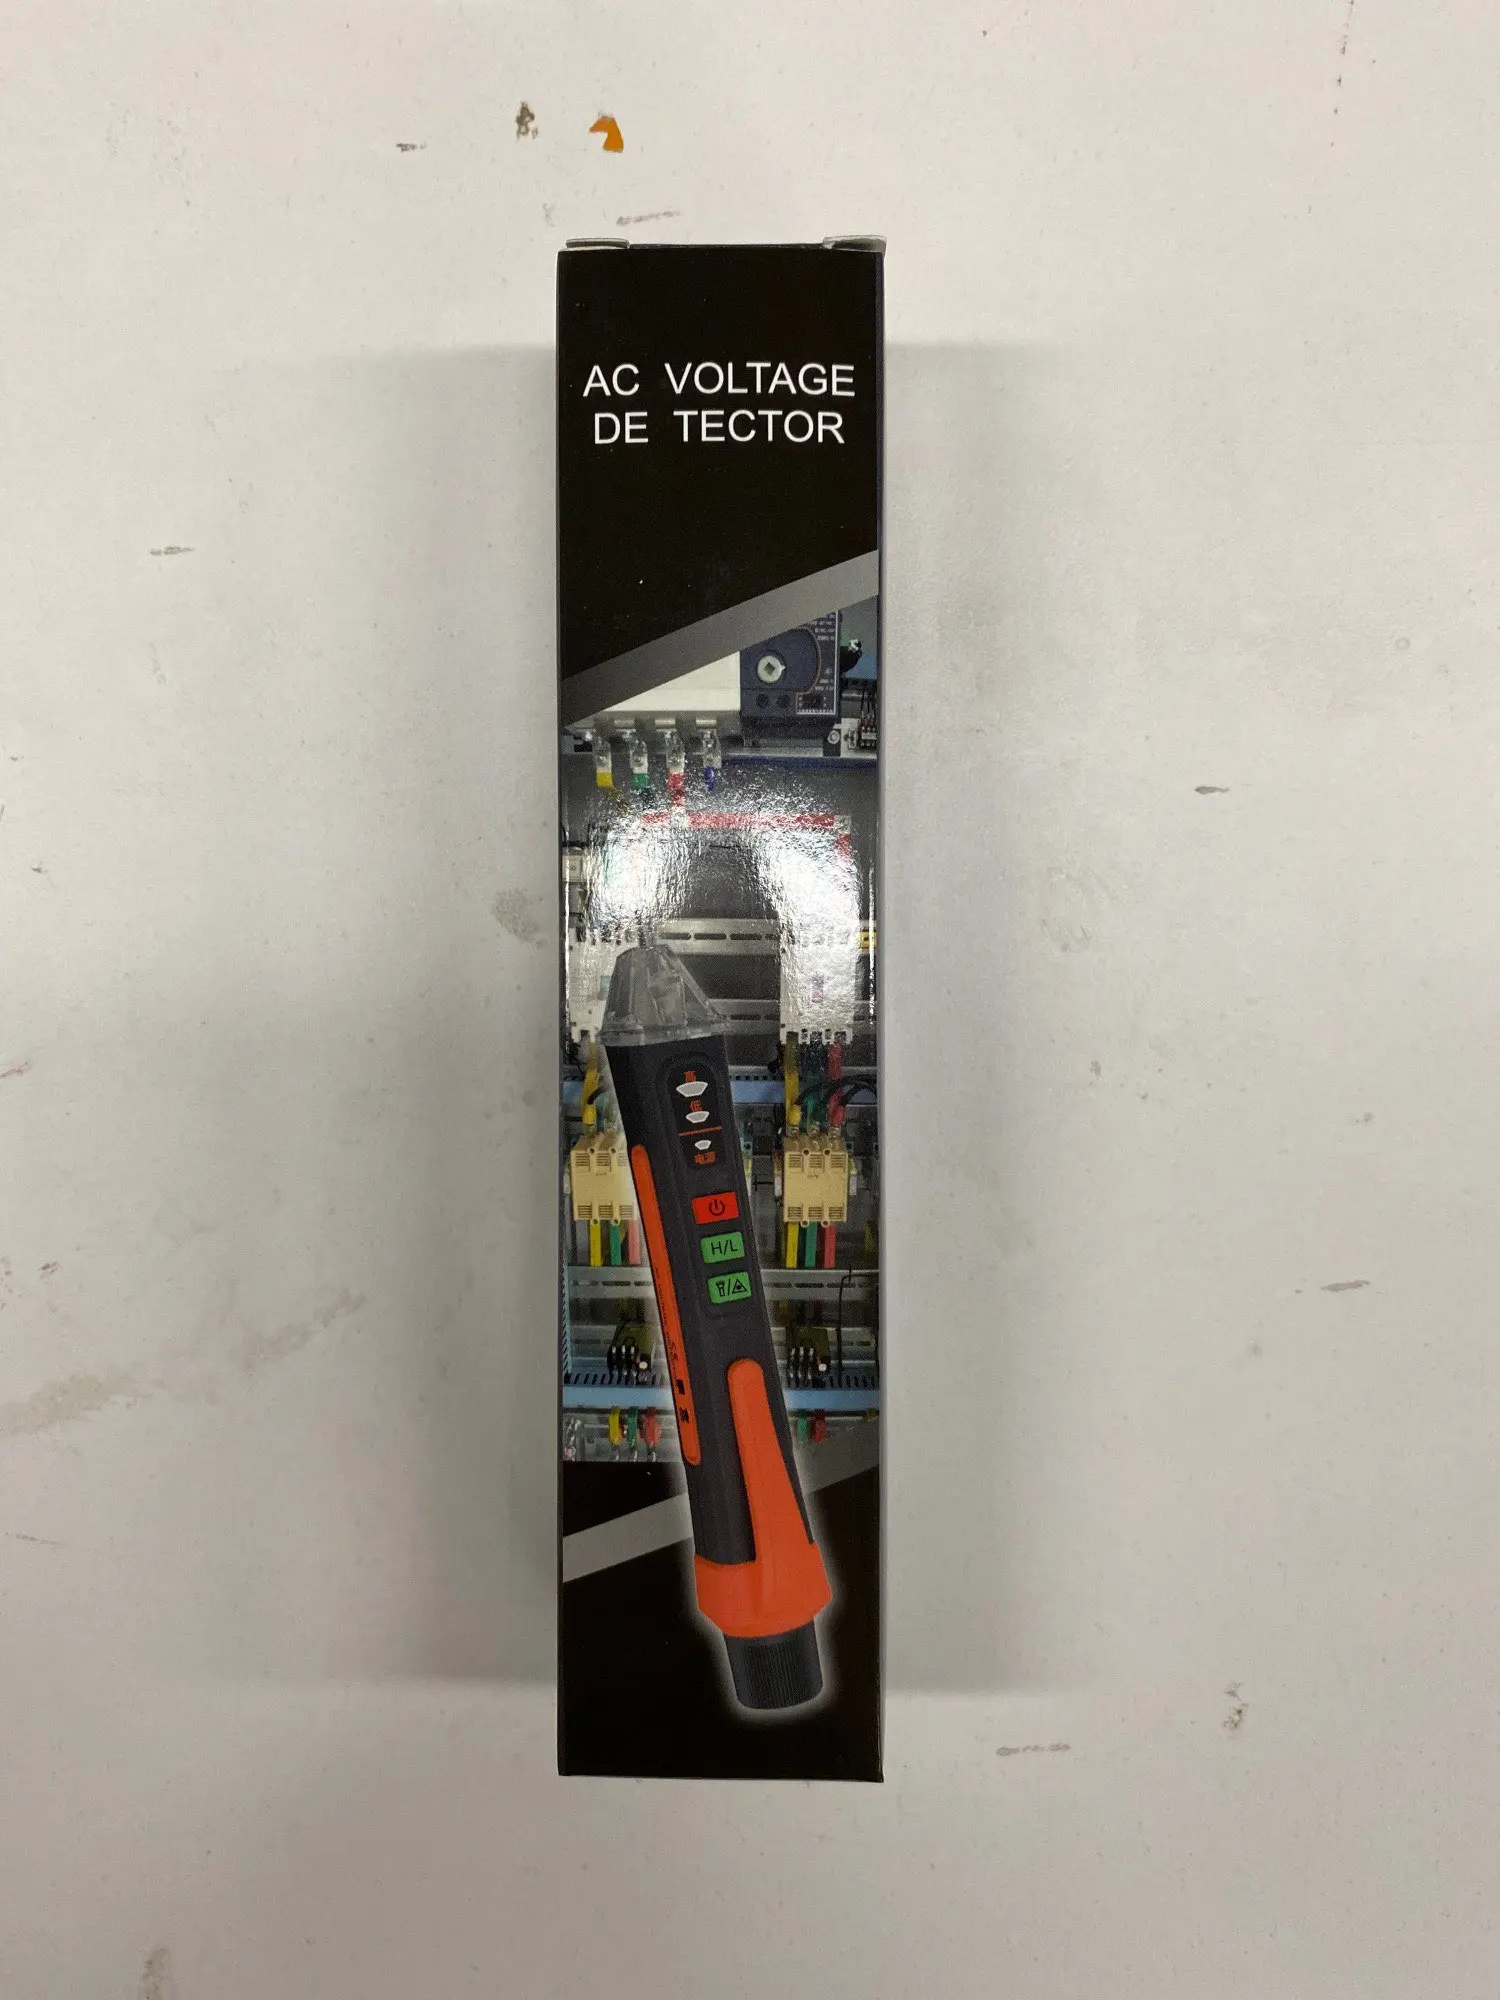 AC VOLTAGE
DE TECTOR
高
低
电源
H/L